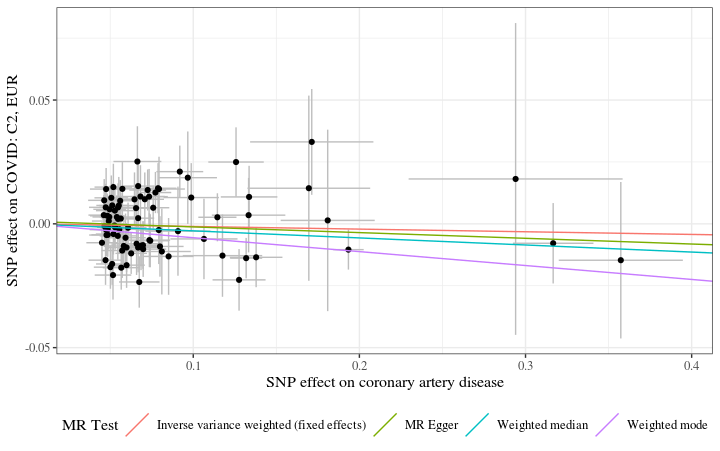 SNP effect on COVID: C2, EUR
0.05
0.00
-0.05
0.1 0.2 0.3 0.4
SNP effect on coronary artery disease
MR Test Inverse variance weighted (fixed effects) MR Egger Weighted median Weighted mode